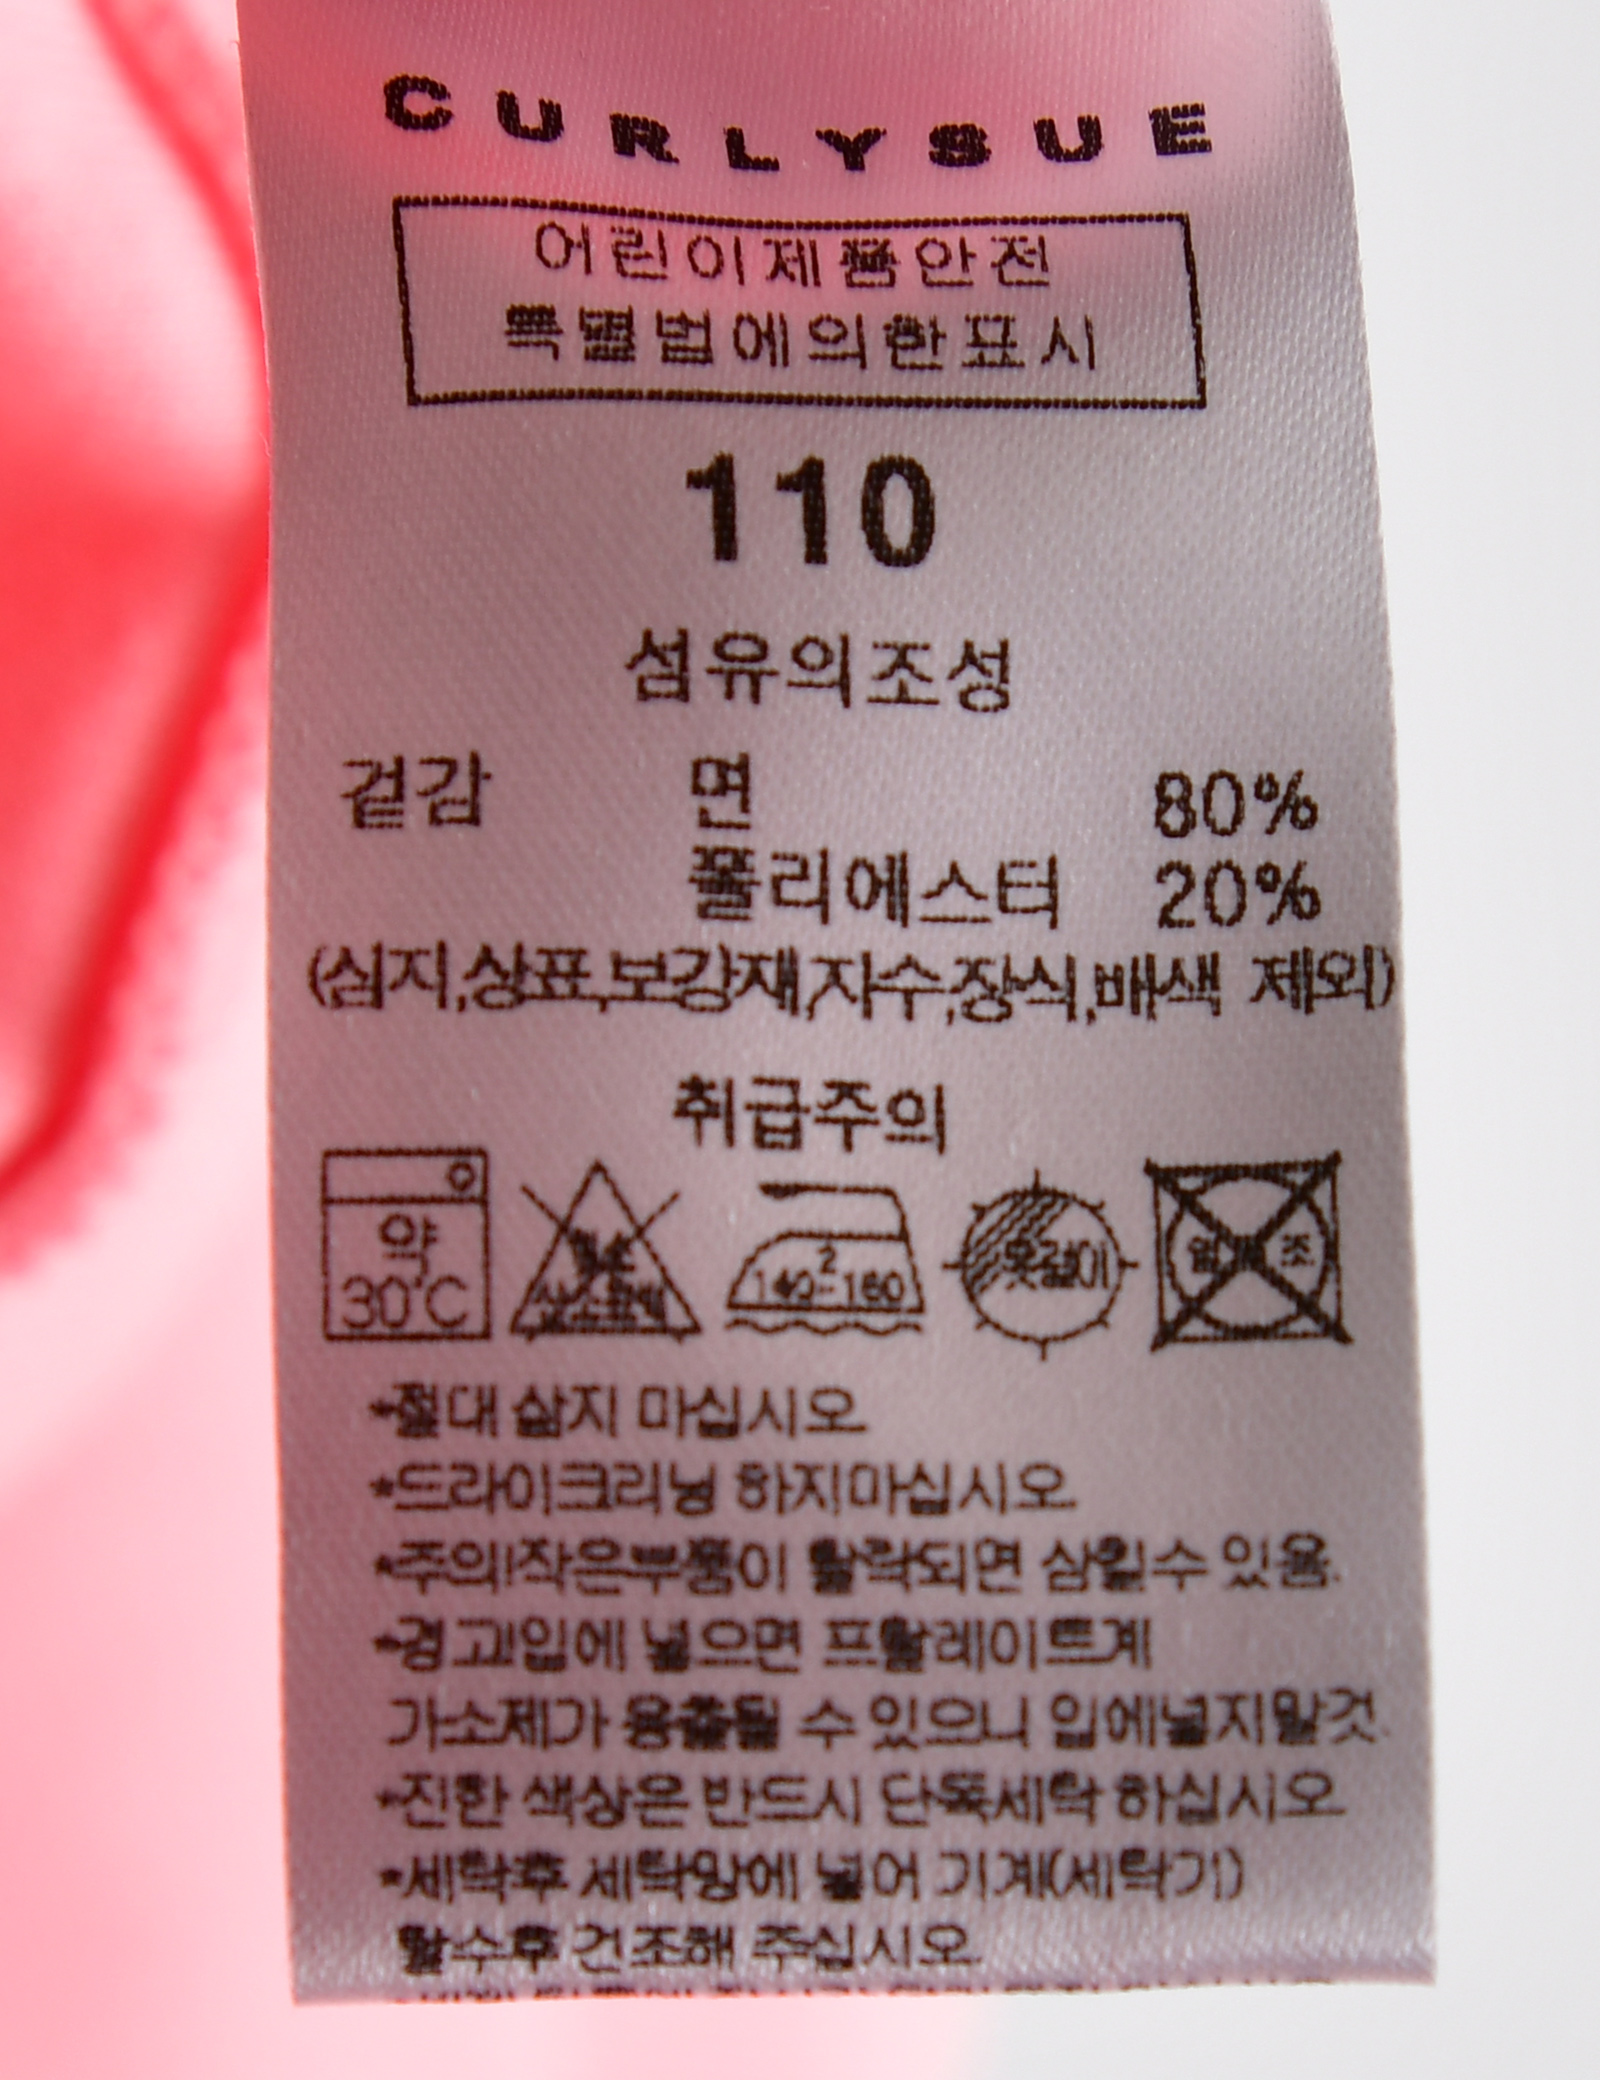 CURLYSUE
어린이제품안전
특별법에의한표시
110
섬유의조성
겉감 면 80%
폴리에스터 20%
(심지,상표,보강재,자수,장식,배색 제외)
취급주의
약
30℃
염소
산소표백
2
140-160
옷걸이
조
*절대 삶지 마십시오
*드라이크리닝 하지마십시오
*주의!작은부품이 탈락되면 삼킬수 있음.
*경고!입에 넣으면 프탈레이트계
가소제가 용출될 수 있으니 입에넣지말것.
*진한 색상은 반드시 단독세탁 하십시오
*세탁후 세탁망에 넣어 기계(세탁기)
탈수후 건조해 주십시오